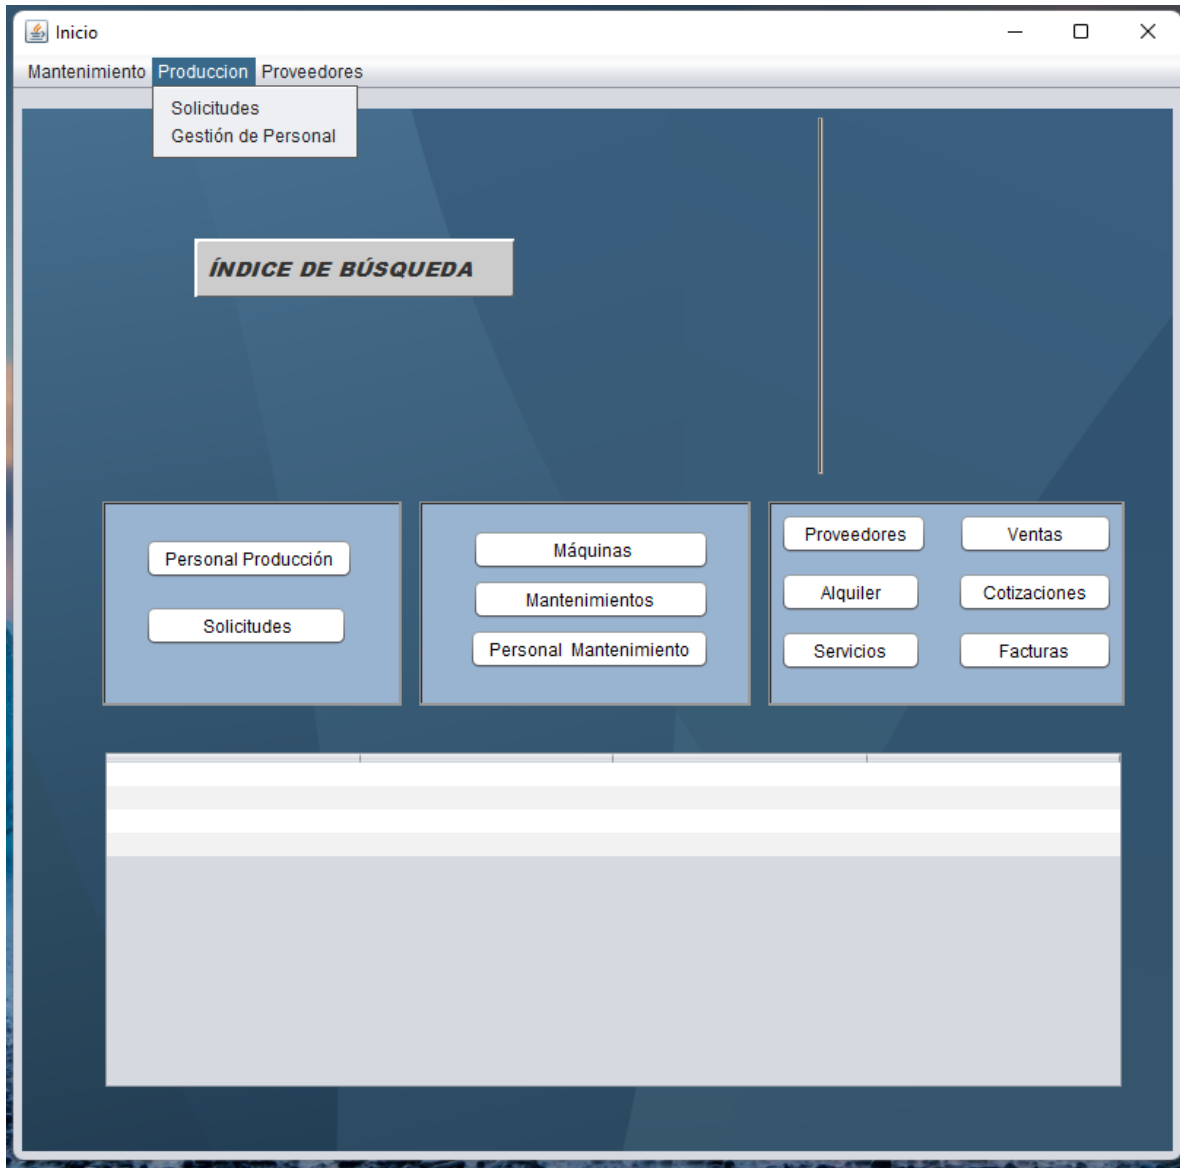 Inicio
Mantenimiento Produccion Proveedores
Solicitudes
Gestión de Personal
ÍNDICE DE BÚSQUEDA
Personal Producción
Solicitudes
Máquinas
Mantenimientos
Personal Mantenimiento
Proveedores Ventas
Alquiler Cotizaciones
Servicios Facturas